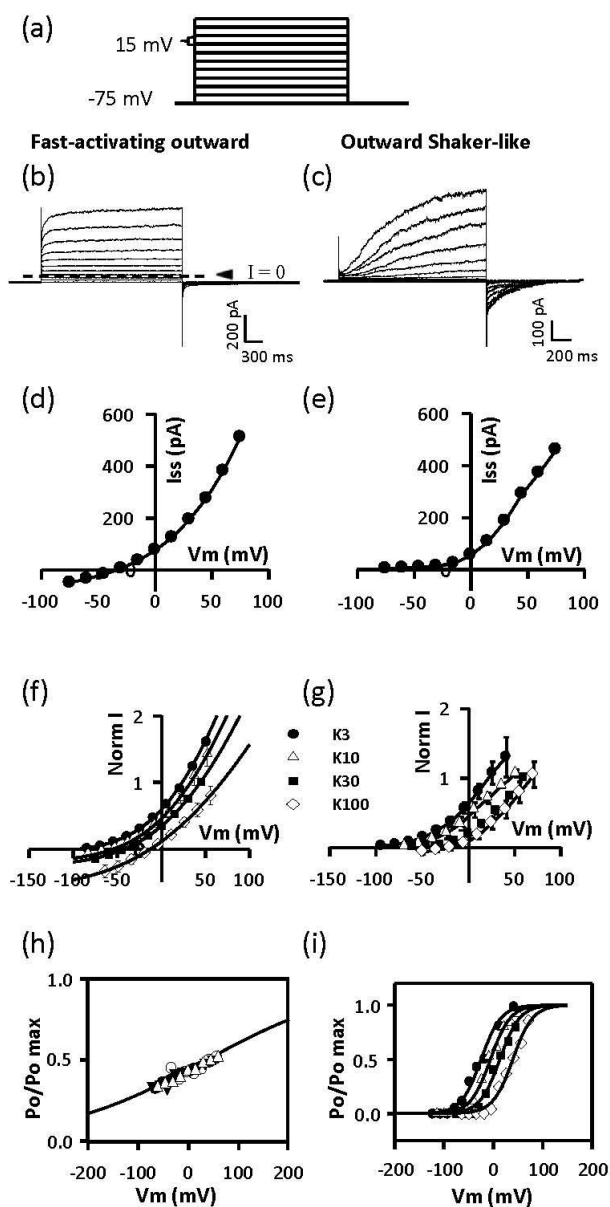 (a)
15 mV
-75 mV
Fast-activating outward
Outward Shaker-like
(b)
(c)
I = 0
200 pA
300 ms
100 pA
200 ms
(d)
(e)
600
400
200
0
Iss (pA)
Vm (mV)
-100 -50 0 50 100
600
400
200
0
Iss (pA)
Vm (mV)
-100 -50 0 50 100
(f)
(g)
2
1
Norm I
Vm (mV)
-150 -100 -50 0 50 100
K3
K10
K30
K100
2
1
0
Norm I
Vm (mV)
-150 -100 -50 0 50 100
(h)
(i)
1.0
0.5
0.0
Po/Po max
-200 -100 0 100 200
Vm (mV)
1.0
0.5
0.0
Po/Po max
-200 -100 0 100 200
Vm (mV)